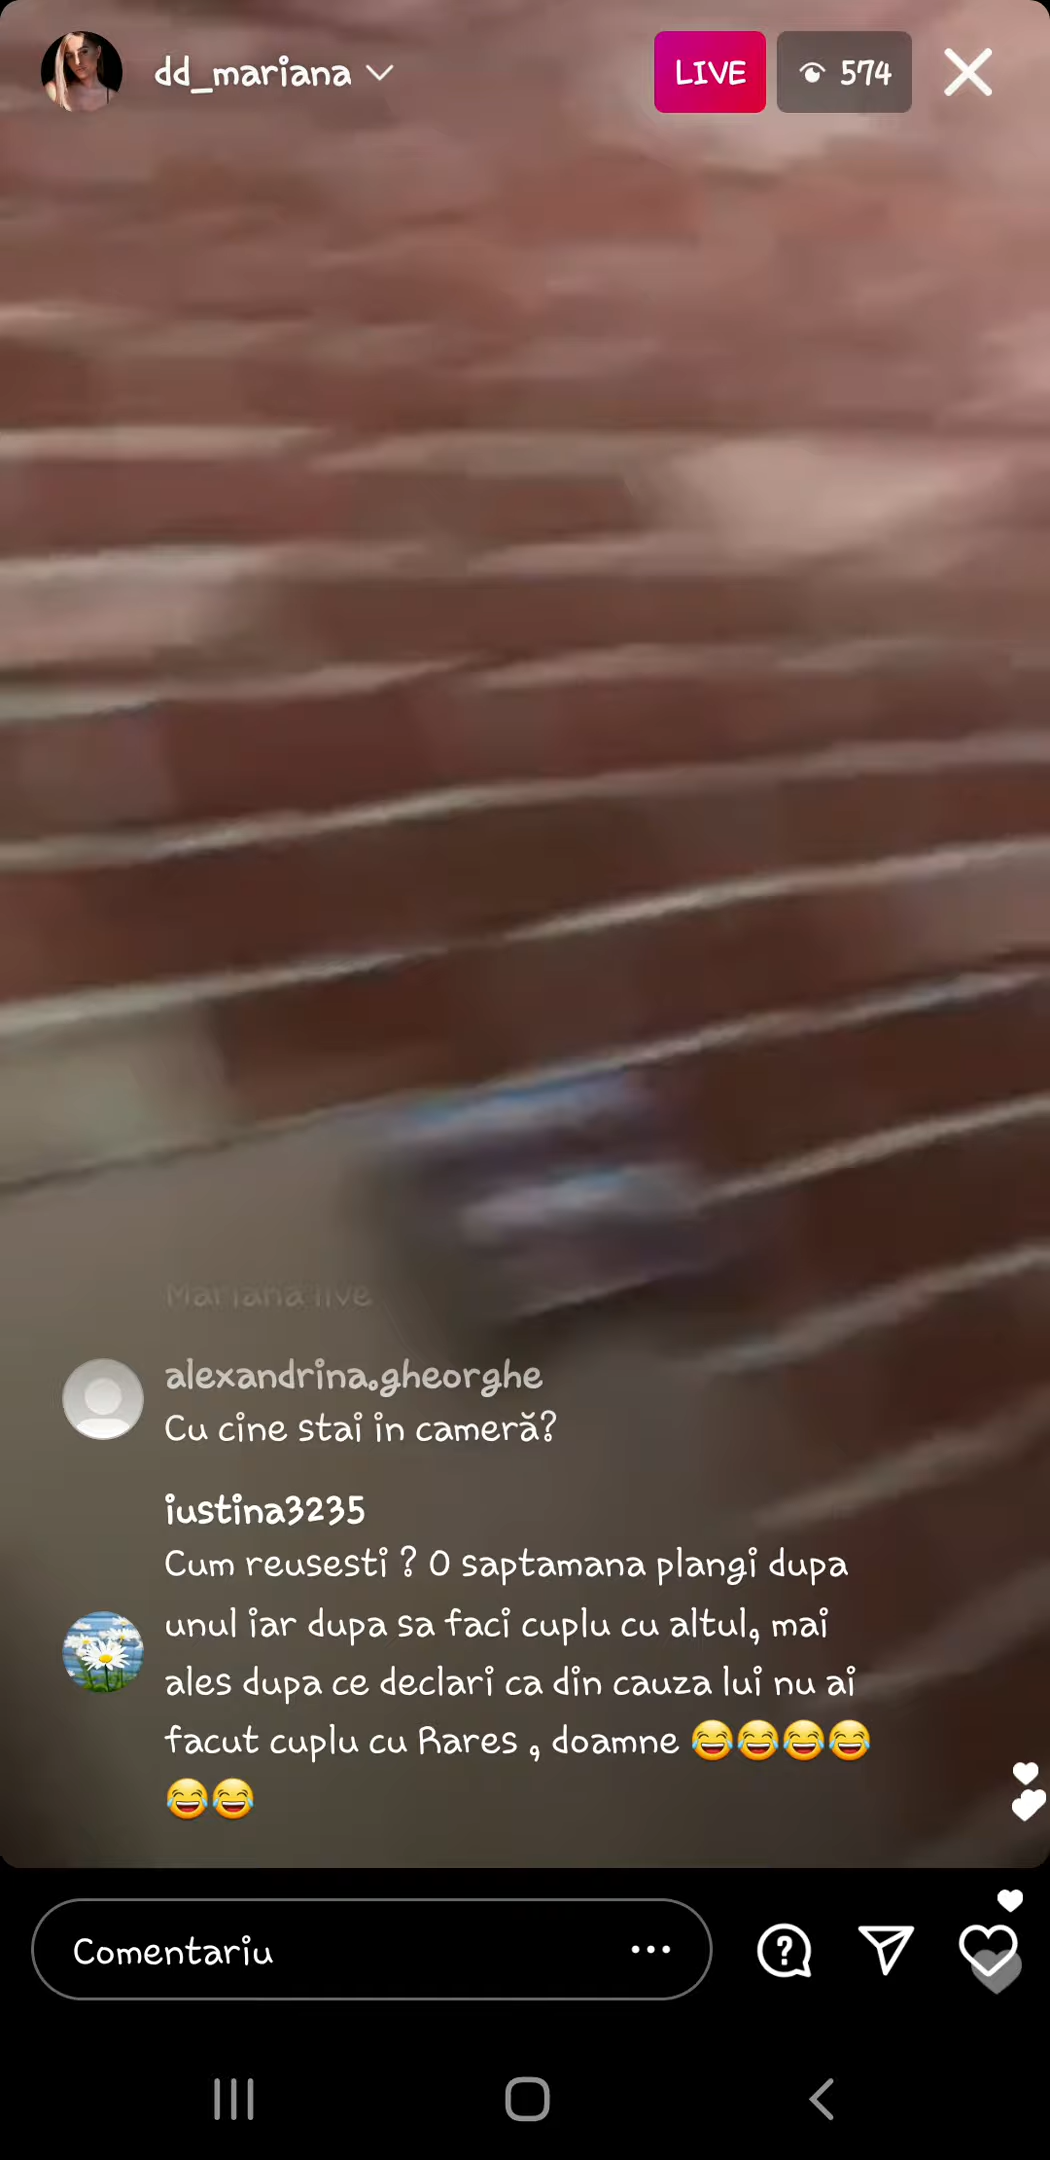 dd_mariana
LIVE
574
Mariana live
alexandrina.gheorghe
Cu cine stai in cameră?
iustina3235
Cum reusesti ? O saptamana plangi dupa
unul iar dupa sa faci cuplu cu altul, mai
ales dupa ce declari ca din cauza lui nu ai
facut cuplu cu Rares , doamne 😂😂😂😂
😂😂
Comentariu